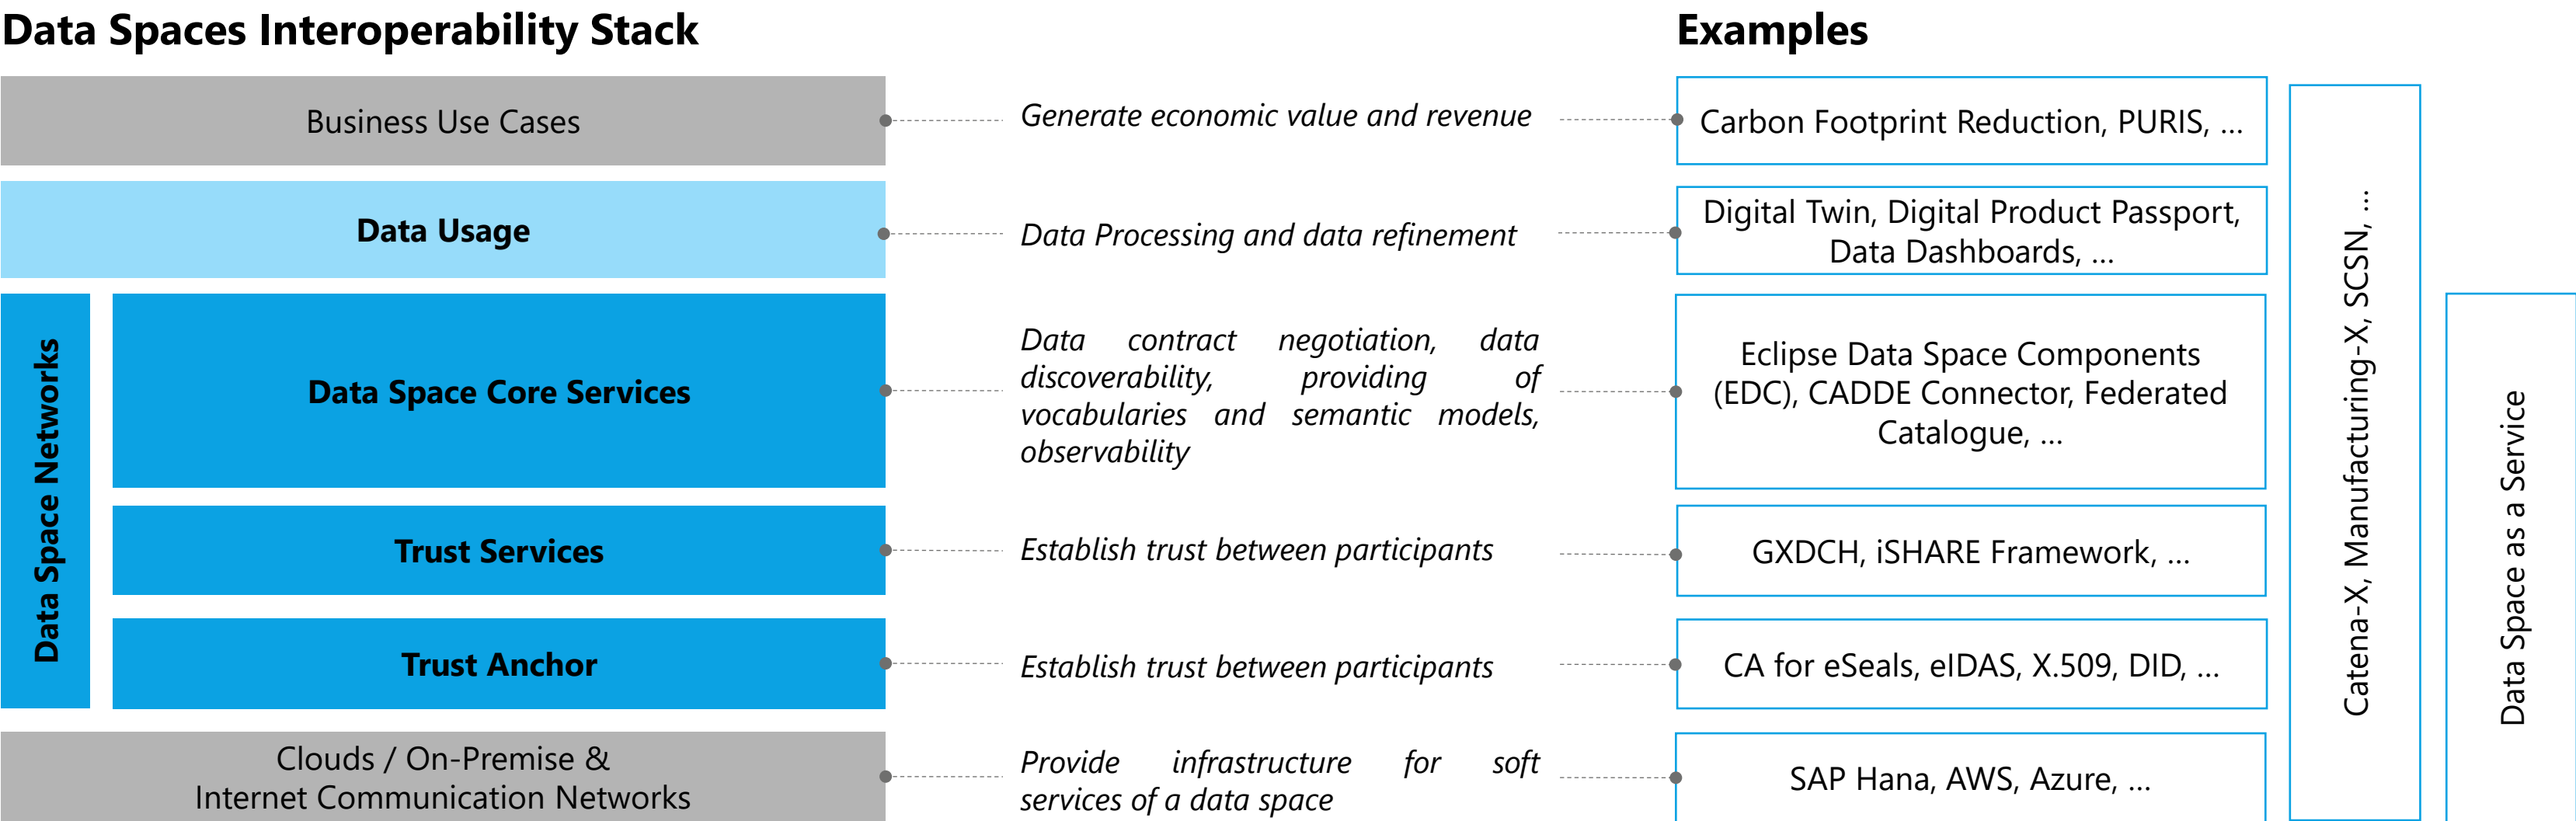 Data Spaces Interoperability Stack
Examples
Business Use Cases
Generate economic value and revenue
Carbon Footprint Reduction, PURIS, ...
Data Usage
Data Processing and data refinement
Digital Twin, Digital Product Passport,
Data Dashboards, ...
Data Space Networks
Data Space Core Services
Data contract negotiation, data
discoverability, providing of
vocabularies and semantic models,
observability
Eclipse Data Space Components
(EDC), CADDE Connector, Federated
Catalogue, ...
Trust Services
Establish trust between participants
GXDCH, iSHARE Framework, ...
Trust Anchor
Establish trust between participants
CA for eSeals, eIDAS, X.509, DID, ...
Clouds / On-Premise &
Internet Communication Networks
Provide infrastructure for soft
services of a data space
SAP Hana, AWS, Azure, ...
Catena-X, Manufacturing-X, SCSN, ...
Data Space as a Service